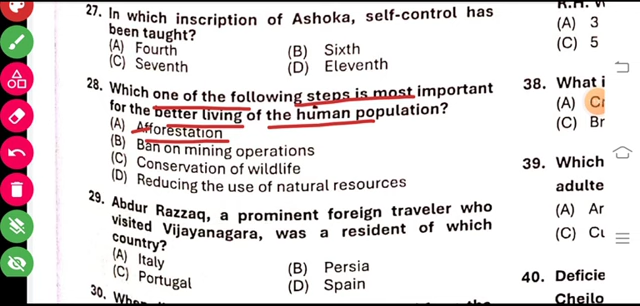 27. In which inscription of Ashoka, self-control has
been taught?
(A) Fourth (B) Sixth
(C) Seventh (D) Eleventh
28. Which one of the following steps is most important
for the better living of the human population?
(A) Afforestation
(B) Ban on mining operations
(C) Conservation of wildlife
(D) Reducing the use of natural resources
29. Abdur Razzaq, a prominent foreign traveler who
visited Vijayanagara, was a resident of which
country?
(A) Italy (B) Persia
(C) Portugal (D) Spain
30.
(A) 3
(C) 5
38. What i
(A) Cr
(C) Br
39. Which
adulte
(A) Ar
(C)
40. Deficie
Cheilo